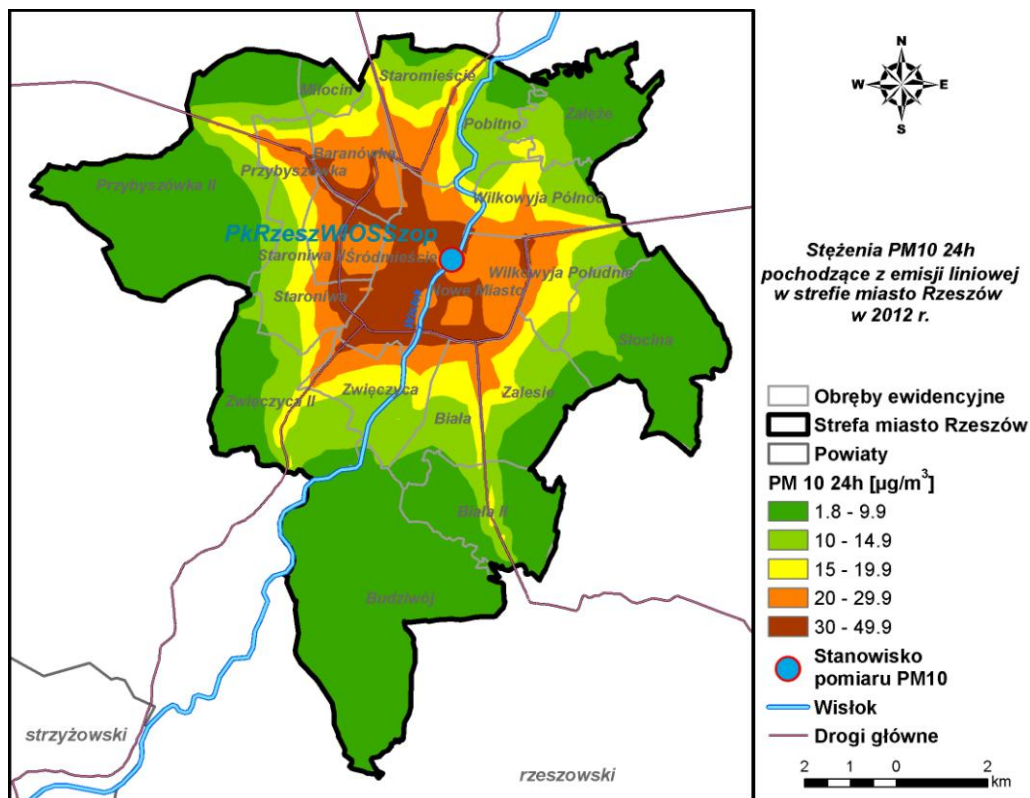 Staromieście
Miłocin
Zalęże
Pobitno
Baranówka
Przybyszówka
Przybyszówka II
Wilkowyja Północ
PkRzeszWIOSSzop
Staroniwa II
Śródmieście
Wilkowyja Południe
Staroniwa
Nowe Miasto
Wisłok
Słocina
Zwięczyca
Zwięczyca II
Zalesie
Biała
Biała II
Budziwój
strzyżowski
rzeszowski
N
W E
S
Stężenia PM10 24h
pochodzące z emisji liniowej
w strefie miasto Rzeszów
w 2012 r.
Obręby ewidencyjne
Strefa miasto Rzeszów
Powiaty
PM 10 24h [µg/m³]
1.8 - 9.9
10 - 14.9
15 - 19.9
20 - 29.9
30 - 49.9
Stanowisko
pomiaru PM10
Wisłok
Drogi główne
2 1 0 2
km